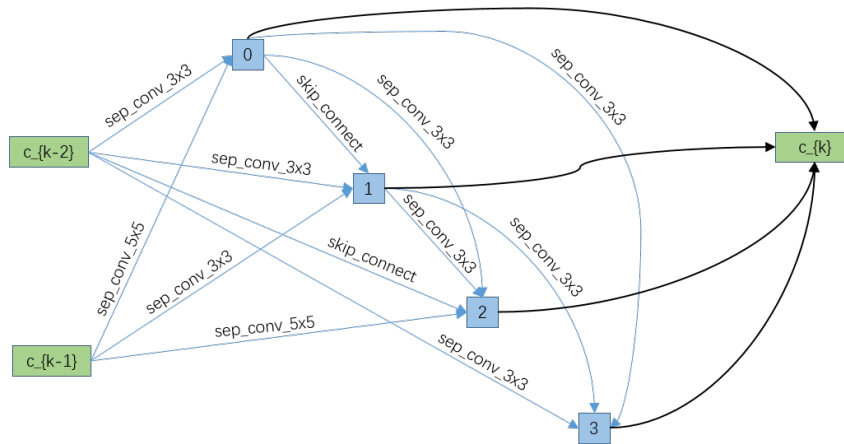 0
sep_conv_3x3
sep_conv_3x3
sep_conv_3x3
skip_connect
c_{k-2}
c_{k}
sep_conv_3x3
1
sep_conv_3x3
sep_conv_3x3
sep_conv_5x5
sep_conv_3x3
skip_connect
2
sep_conv_5x5
c_{k-1}
sep_conv_3x3
3